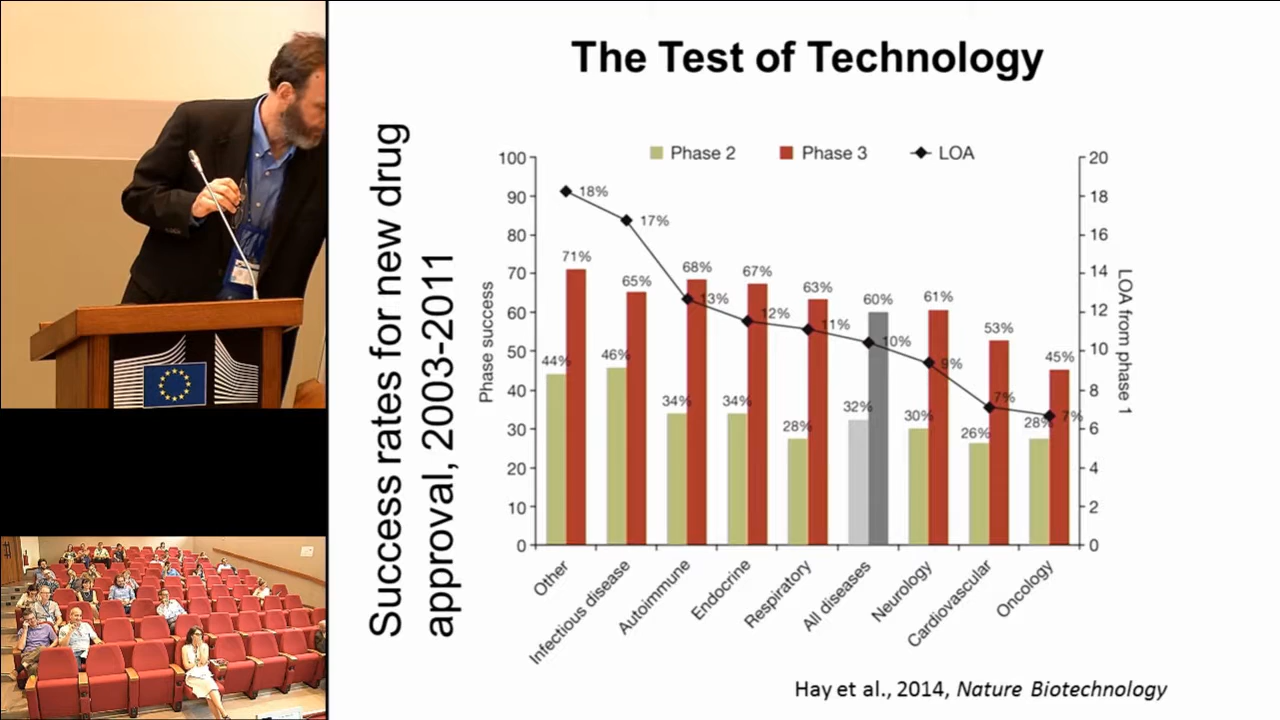 The Test of Technology
Success rates for new drug
approval, 2003-2011
Phase 2
Phase 3
LOA
Phase success
100
90
80
70
60
50
40
30
20
10
0
44%
71%
18%
46%
65%
17%
34%
68%
13%
34%
67%
12%
28%
63%
11%
32%
60%
10%
30%
61%
9%
26%
53%
7%
28%
45%
7%
20
18
16
14
12
10
8
6
4
2
0
LOA from phase 1
Other
Infectious disease
Autoimmune
Endocrine
Respiratory
All diseases
Neurology
Cardiovascular
Oncology
Hay et al., 2014, Nature Biotechnology